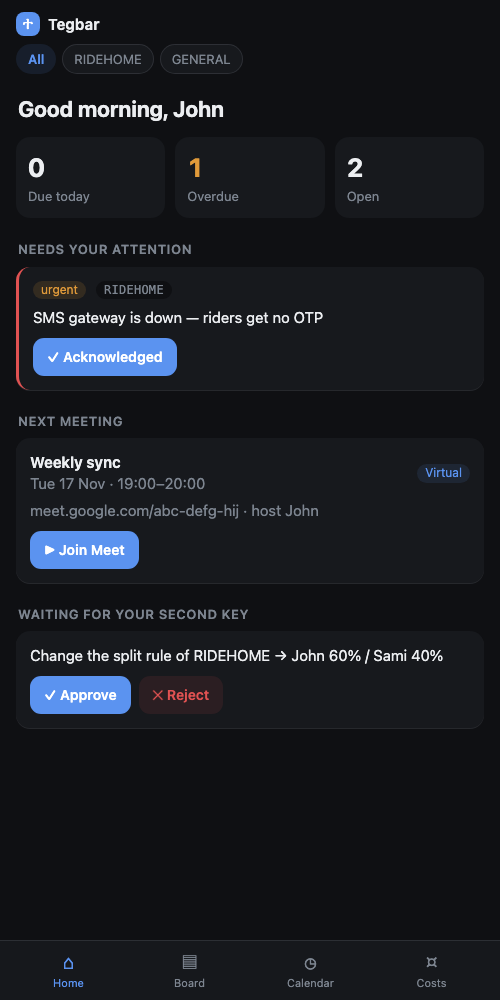 Tegbar
All
RIDEHOME
GENERAL
Good morning, John
0
Due today
1
Overdue
2
Open
NEEDS YOUR ATTENTION
urgent
RIDEHOME
SMS gateway is down — riders get no OTP
✓ Acknowledged
NEXT MEETING
Weekly sync
Tue 17 Nov · 19:00–20:00
Virtual
meet.google.com/abc-defg-hij · host John
▶ Join Meet
WAITING FOR YOUR SECOND KEY
Change the split rule of RIDEHOME → John 60% / Sami 40%
✓ Approve
✕ Reject
Home
Board
Calendar
Costs